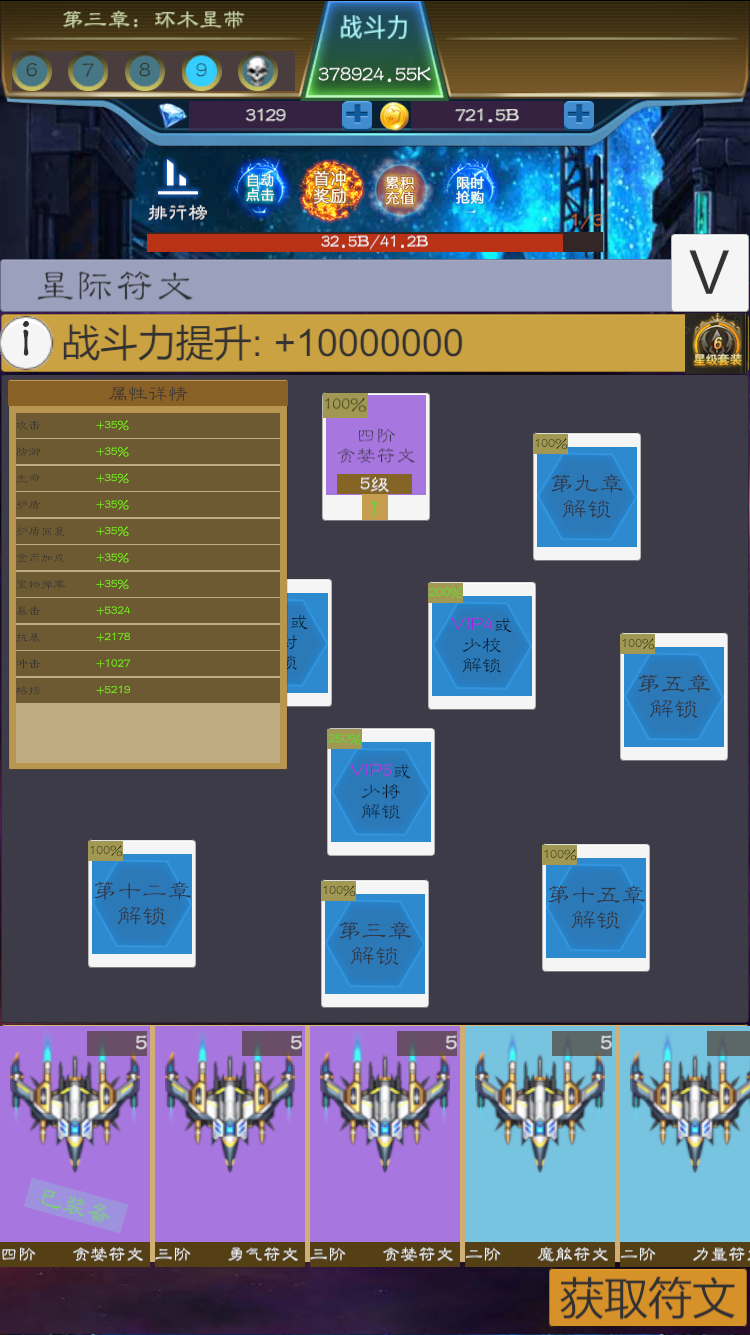 第三章：环木星带
战斗力
6 7 8 9
378924.55K
3129
721.5B
排行榜
自动
点击
首冲
奖励
累积
充值
限时
抢购
1/3
32.5B/41.2B
星际符文
V
i
战斗力提升: +10000000
6
星级套装
属性详情
攻击 +35%
防御 +35%
生命 +35%
护盾 +35%
护盾回复 +35%
金币加成 +35%
宝物爆率 +35%
暴击 +5324
抗暴 +2178
冲击 +1027
格挡 +5219
100%
四阶
贪婪符文
5级
100%
第九章
解锁
或
锁
200%
VIP4或
少校
解锁
100%
第五章
解锁
250%
VIP8或
少将
解锁
100%
第十二章
解锁
100%
第三章
解锁
100%
第十五章
解锁
5 5 5 5
已装备
四阶 贪婪符文
三阶 勇气符文
三阶 贪婪符文
二阶 魔能符文
二阶 力量符
获取符文